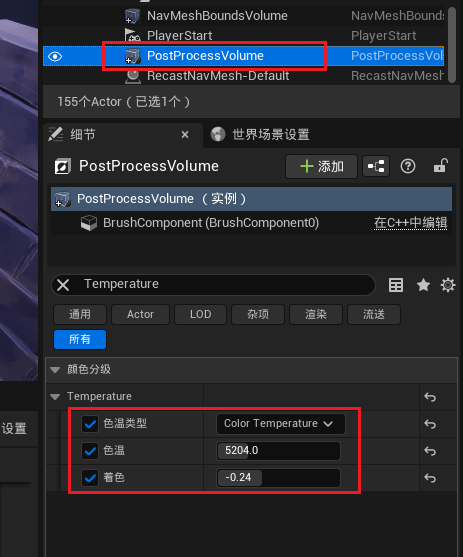 NavMeshBoundsVolume NavMeshBounds
PlayerStart PlayerStart
PostProcessVolume PostProcessVol
RecastNavMesh-Default RecastNavMesh
155个Actor（已选1个）
细节 × 世界场景设置
PostProcessVolume 添加
PostProcessVolume （实例）
BrushComponent (BrushComponent0) 在C++中编辑
Temperature
通用 Actor LOD 杂项 渲染 流送
所有
颜色分级
Temperature
设置
色温类型 Color Temperature
色温 5204.0
着色 -0.24